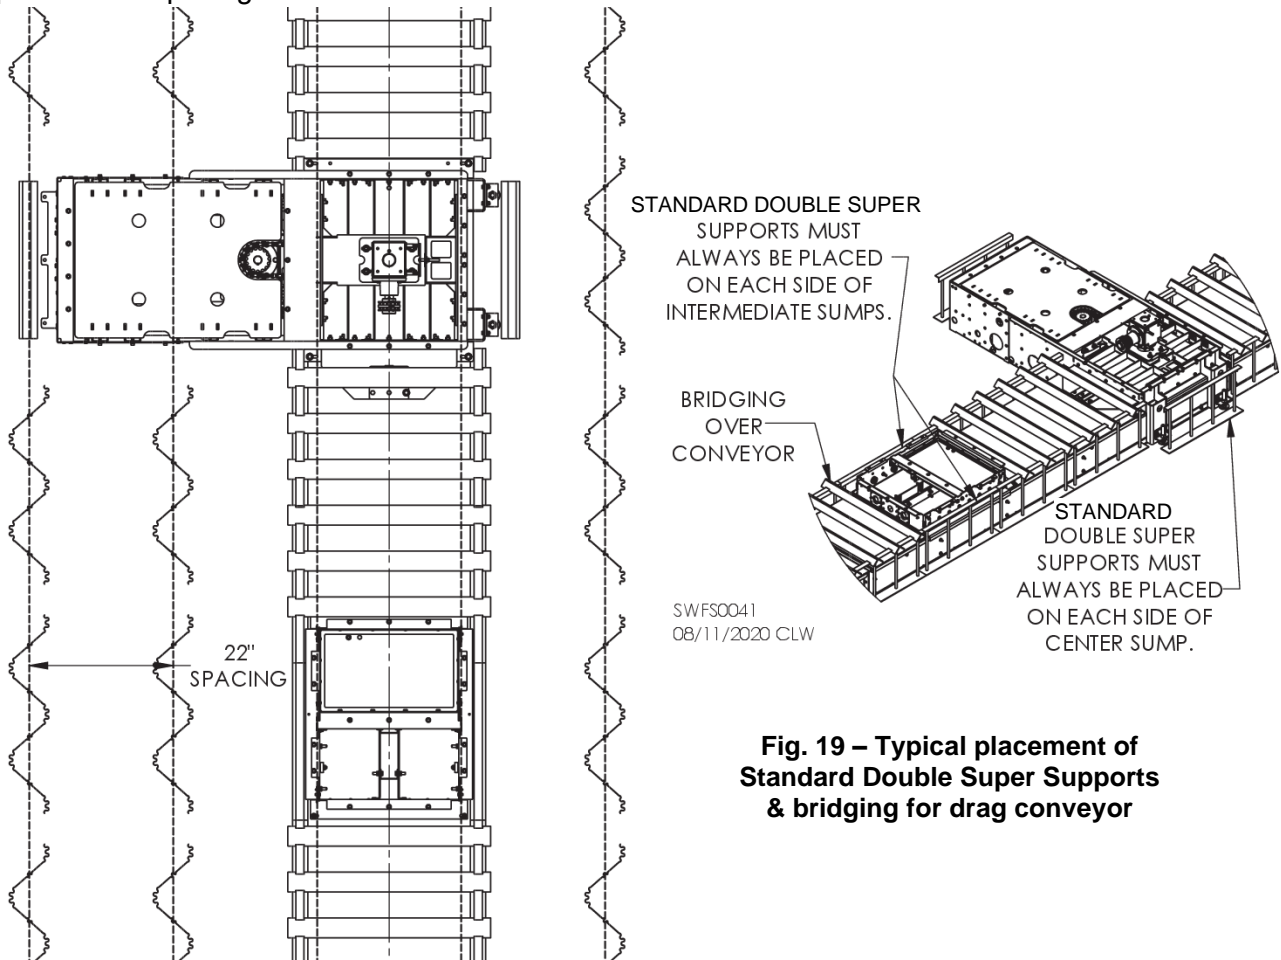 STANDARD DOUBLE SUPER
SUPPORTS MUST
ALWAYS BE PLACED
ON EACH SIDE OF
INTERMEDIATE SUMPS.
BRIDGING
OVER
CONVEYOR
STANDARD
DOUBLE SUPER
SUPPORTS MUST
ALWAYS BE PLACED
ON EACH SIDE OF
CENTER SUMP.
SWFS0041
08/11/2020 CLW
22"
SPACING
Fig. 19 – Typical placement of
Standard Double Super Supports
& bridging for drag conveyor